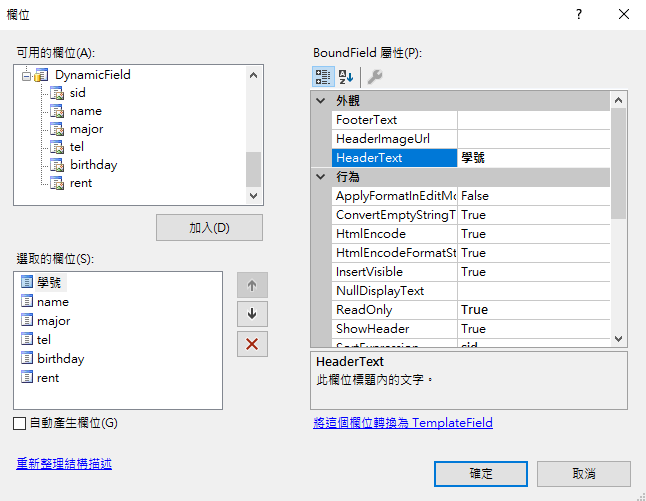 欄位
可用的欄位(A):
DynamicField
sid
name
major
tel
birthday
rent
加入(D)
選取的欄位(S):
學號
name
major
tel
birthday
rent
自動產生欄位(G)
重新整理結構描述
BoundField 屬性(P):
外觀
FooterText
HeaderImageUrl
HeaderText 學號
行為
ApplyFormatInEditMo False
ConvertEmptyStringT True
HtmlEncode True
HtmlEncodeFormatSt True
InsertVisible True
NullDisplayText
ReadOnly True
ShowHeader True
SortExpression sid
HeaderText
此欄位標題內的文字。
將這個欄位轉換為 TemplateField
確定
取消